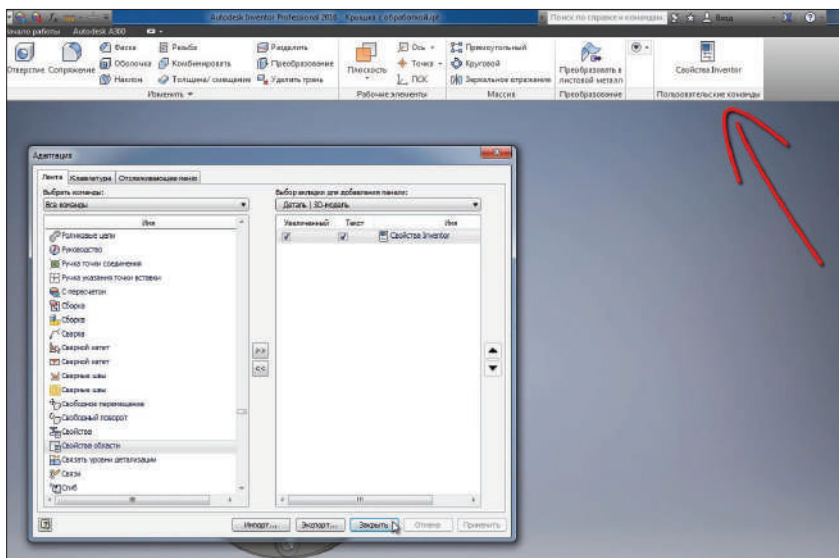 Autodesk Inventor Professional 2016 Крышка с обработкой.ipt
Поиск по справке и командам
Вход
Начало работы Autodesk A360
Отверстие
Сопряжение
Фаска
Резьба
Оболочка
Комбинировать
Наклон
Толщина/ смещение
Разделить
Преобразование
Удалить грань
Изменить
Плоскость
Ось
Точка
ПСК
Рабочие элементы
Прямоугольный
Круговой
Зеркальное отражение
Массив
Преобразовать в
листовой металл
Преобразование
Свойства Inventor
Пользовательские команды
Адаптация
Лента
Клавиатура
Отслеживающее меню
Выбрать команды:
Все команды
Имя
Роликовые цепи
Руководство
Ручка точки соединения
Ручка указания точки вставки
С пересчетом
Сборка
Сборка
Сварка
Сварной катет
Сварной катет
Сварные швы
Сварные швы
Свободное перемещение
Свободный поворот
Свойства
Свойства области
Связать уровни детализации
Связи
Сгиб
>>
<<
Выбор вкладки для добавления панели:
Деталь | 3D-модель
Увеличенный Текст Имя
Свойства Inventor
Импорт...
Экспорт...
Закрыть
Отмена
Применить